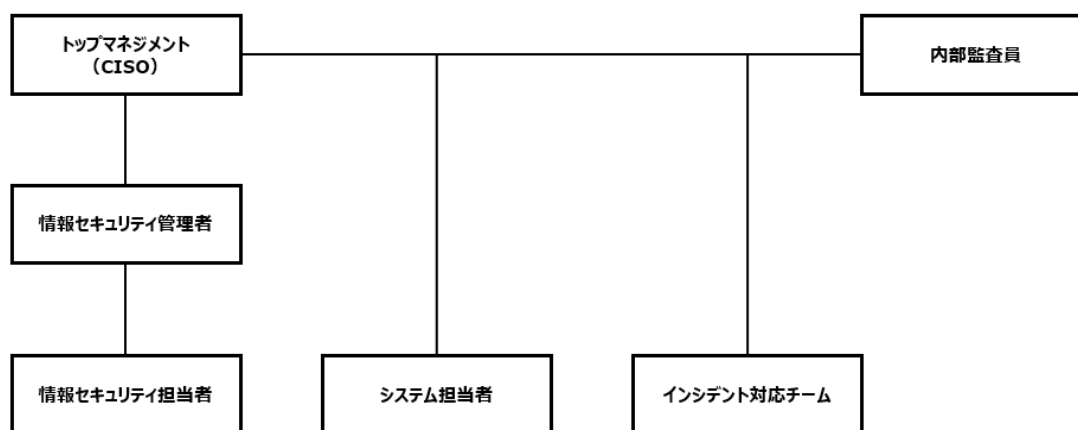 トップマネジメント
（CISO）
内部監査員
情報セキュリティ管理者
情報セキュリティ担当者
システム担当者
インシデント対応チーム